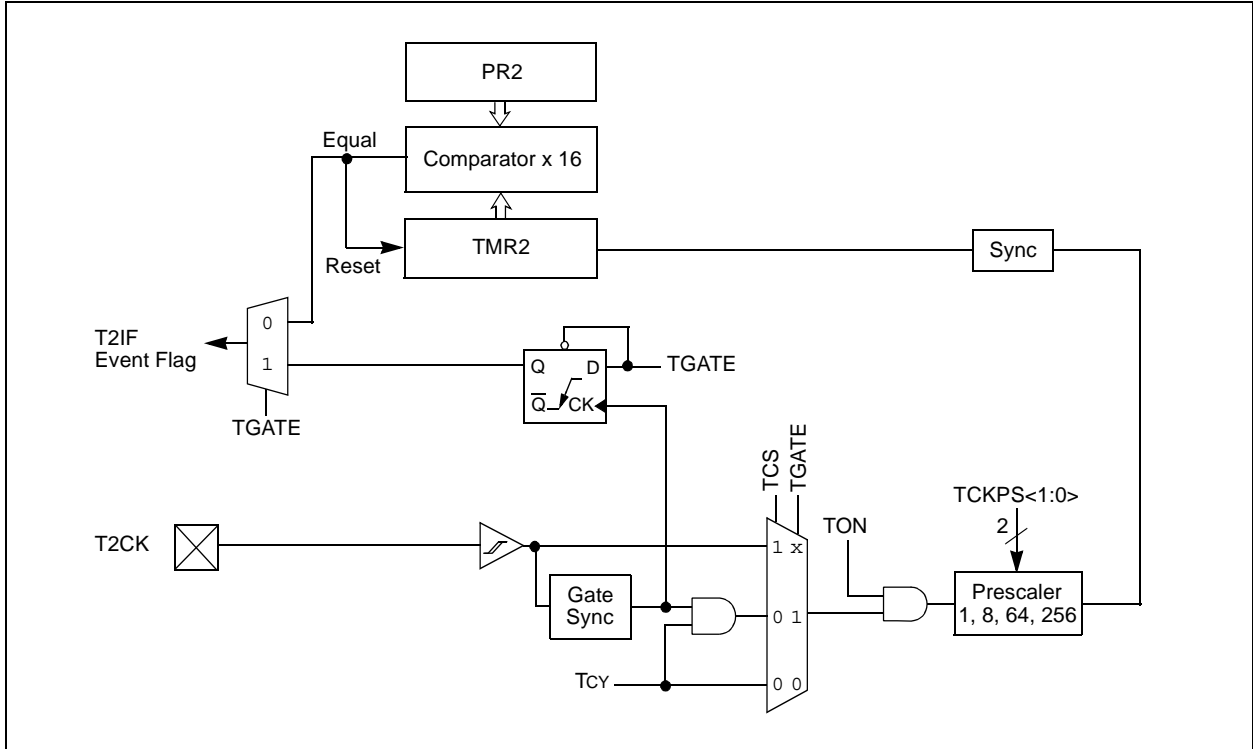 PR2
Equal
Comparator x 16
TMR2
Sync
Reset
0
T2IF
Event Flag
1
Q
D
TGATE
Q̅
CK
TGATE
TCS
TGATE
TCKPS<1:0>
2
TON
T2CK
1 x
Gate
Sync
0 1
Prescaler
1, 8, 64, 256
TCY
0 0